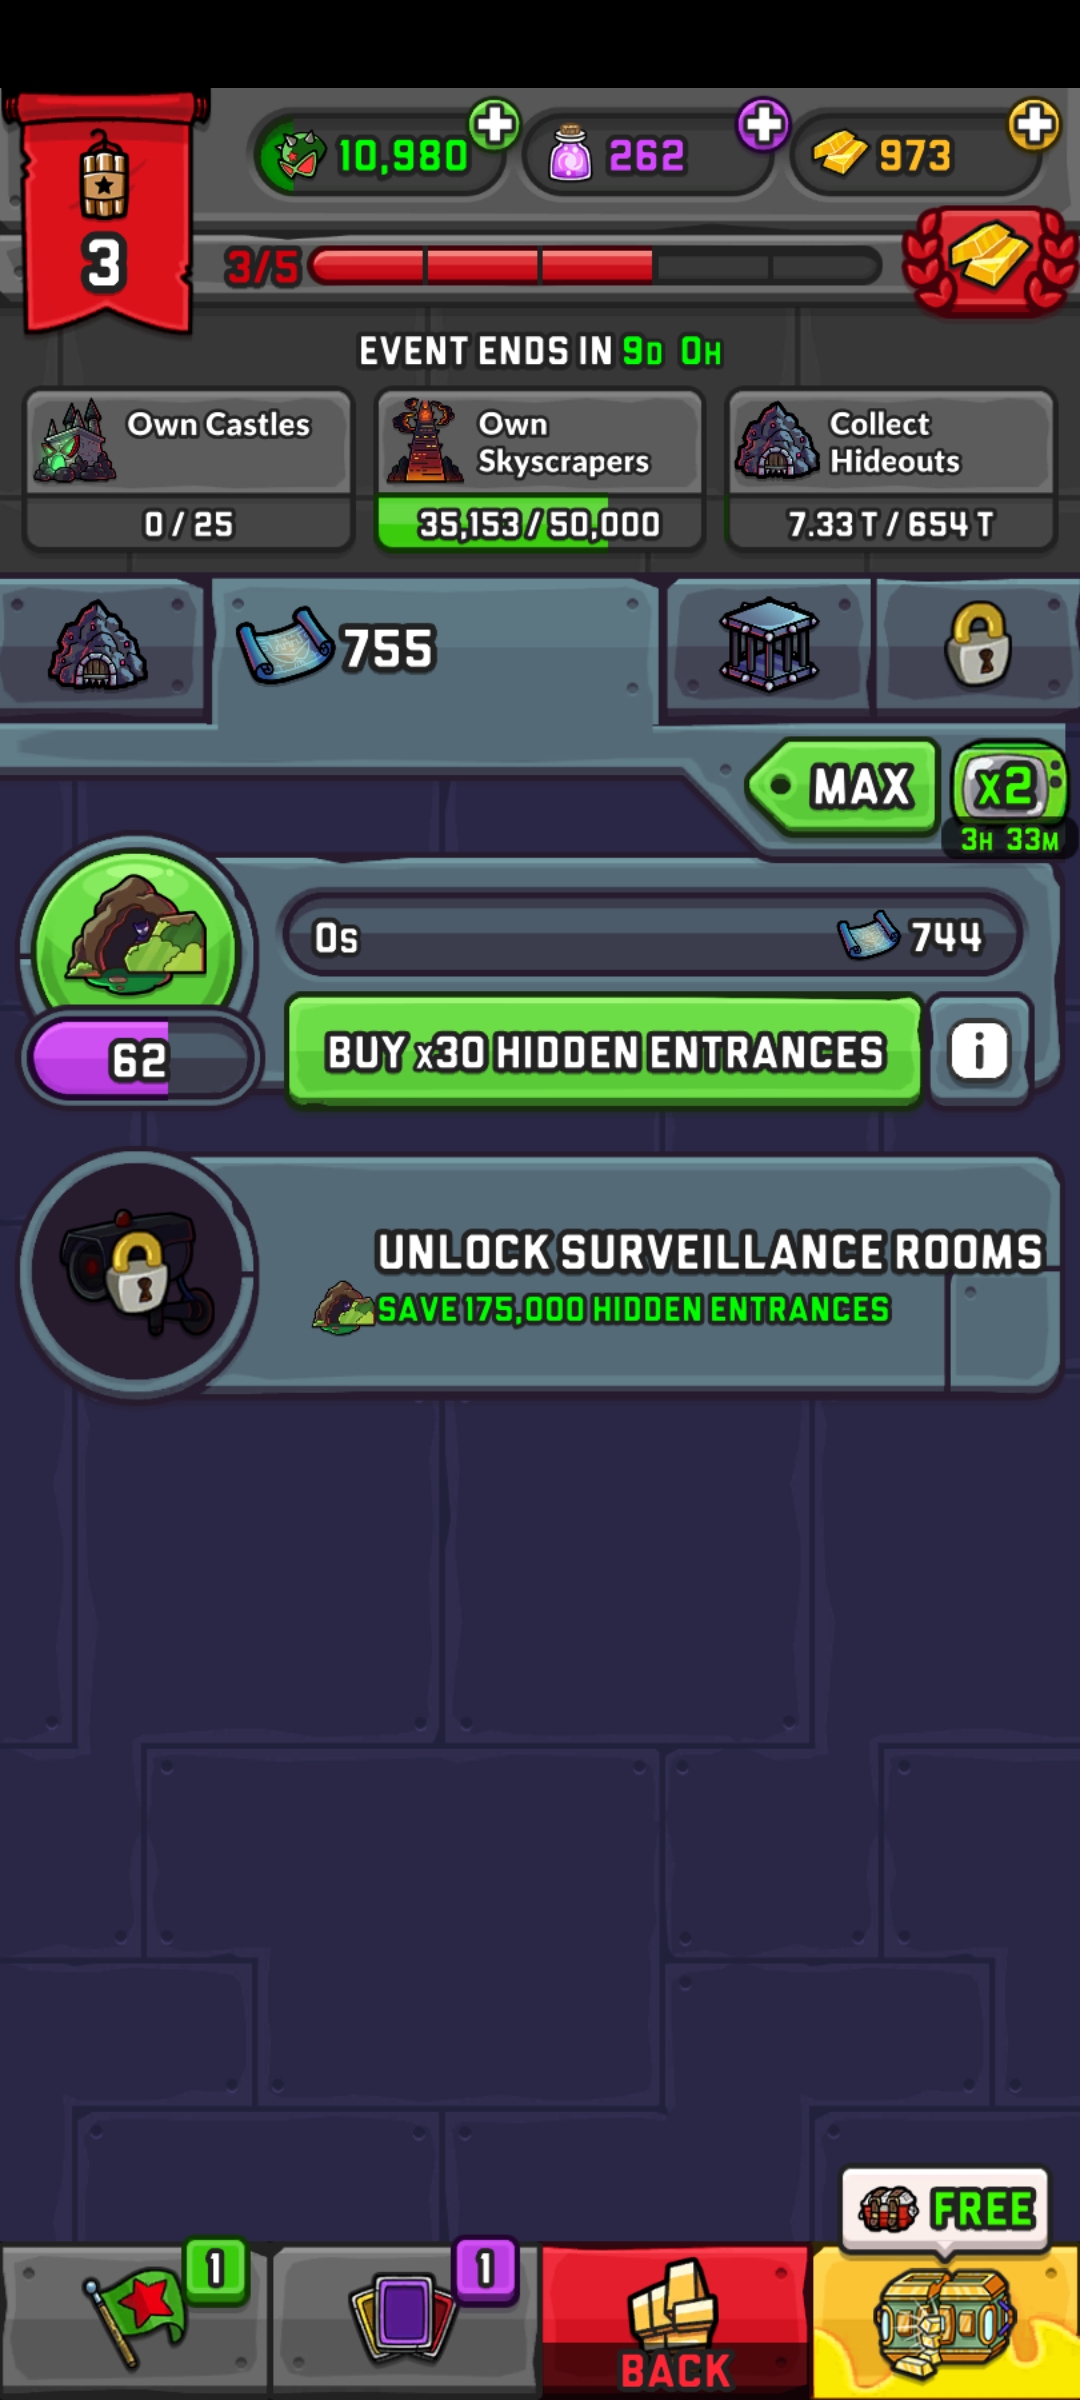 10,980
262
973
3
3/5
EVENT ENDS IN 9D 0H
Own Castles
0 / 25
Own
Skyscrapers
35,153 / 50,000
Collect
Hideouts
7.33 T / 654 T
755
MAX
x2
3H 33M
0s
744
62
BUY x30 HIDDEN ENTRANCES
i
UNLOCK SURVEILLANCE ROOMS
SAVE 175,000 HIDDEN ENTRANCES
FREE
1
1
BACK